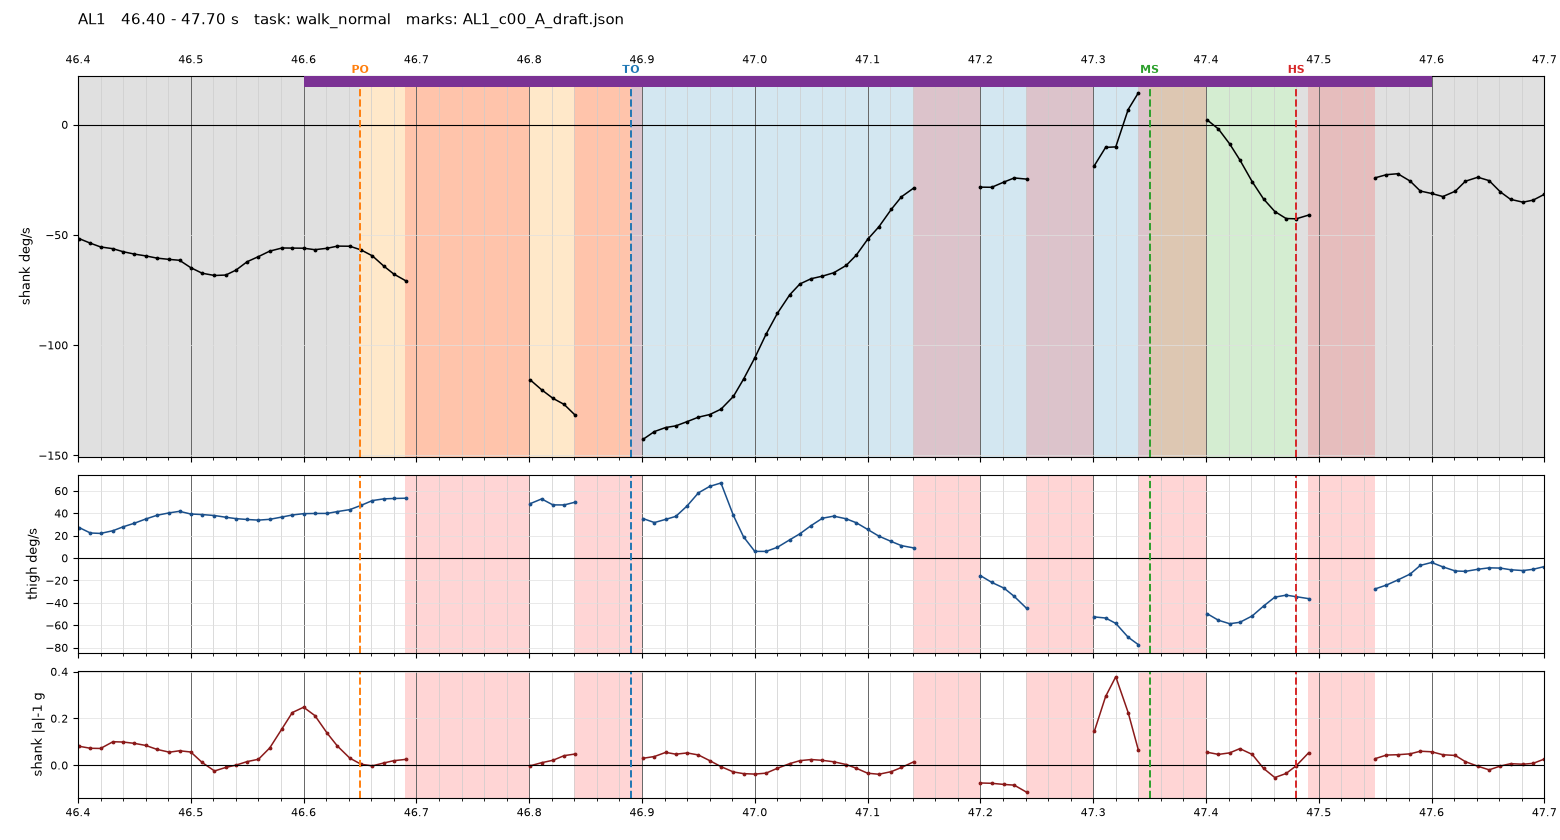 AL1   46.40 - 47.70 s   task: walk_normal   marks: AL1_c00_A_draft.json
46.4 46.5 46.6 46.7 46.8 46.9 47.0 47.1 47.2 47.3 47.4 47.5 47.6 47.7
PO TO MS HS
shank deg/s
0
−50
−100
−150
thigh deg/s
60
40
20
0
−20
−40
−60
−80
shank |a|-1 g
0.4
0.2
0.0
46.4 46.5 46.6 46.7 46.8 46.9 47.0 47.1 47.2 47.3 47.4 47.5 47.6 47.7